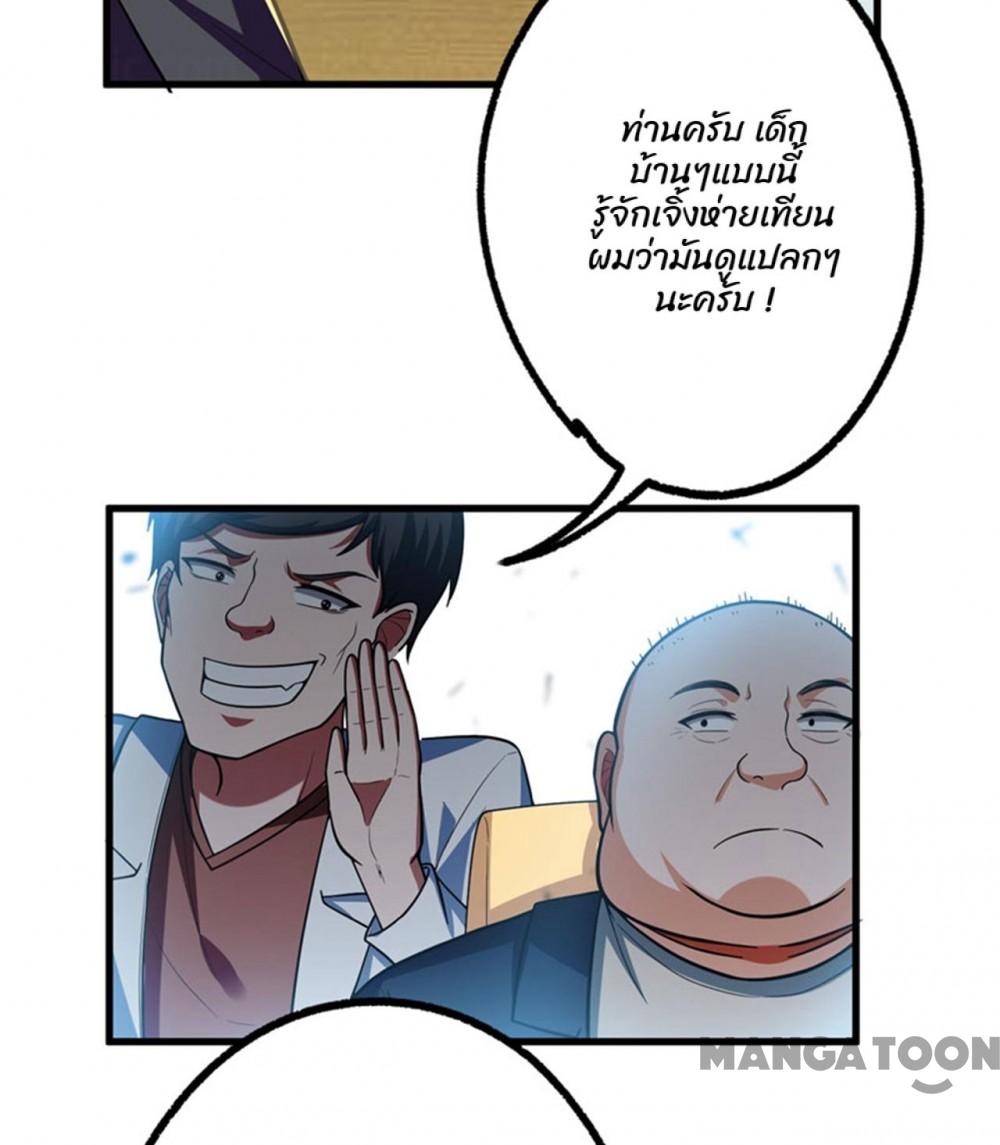 ท่านครับ เด็ก
บ้านๆแบบนี้
รู้จักเจิ้งห่ายเทียน
ผมว่ามันดูแปลกๆ
นะครับ !
MANGATOON